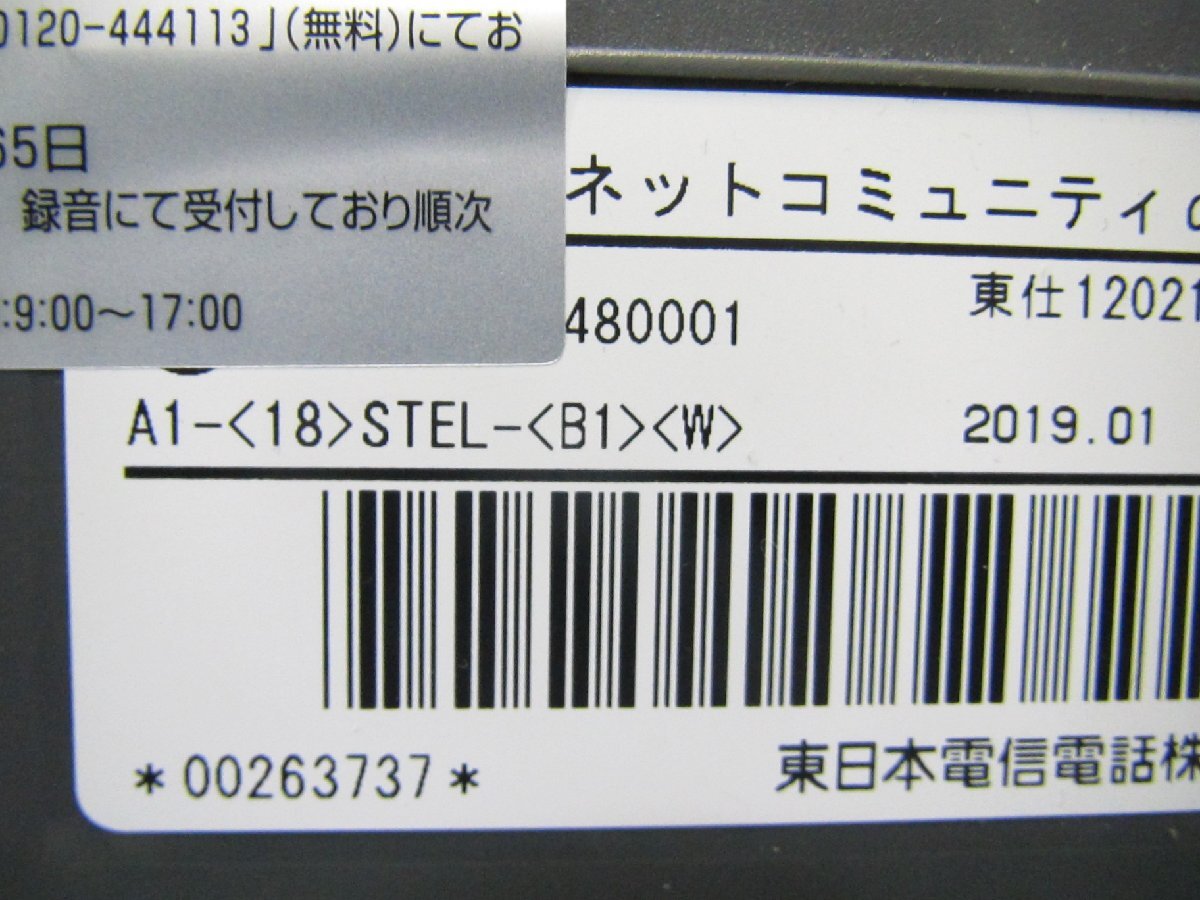 0120-444113」(無料)にてお
65日
録音にて受付しており順次
:9:00～17:00
ネットコミュニティ
480001
東仕12021
A1-<18>STEL-<B1><W>
2019.01
*00263737*
東日本電信電話株